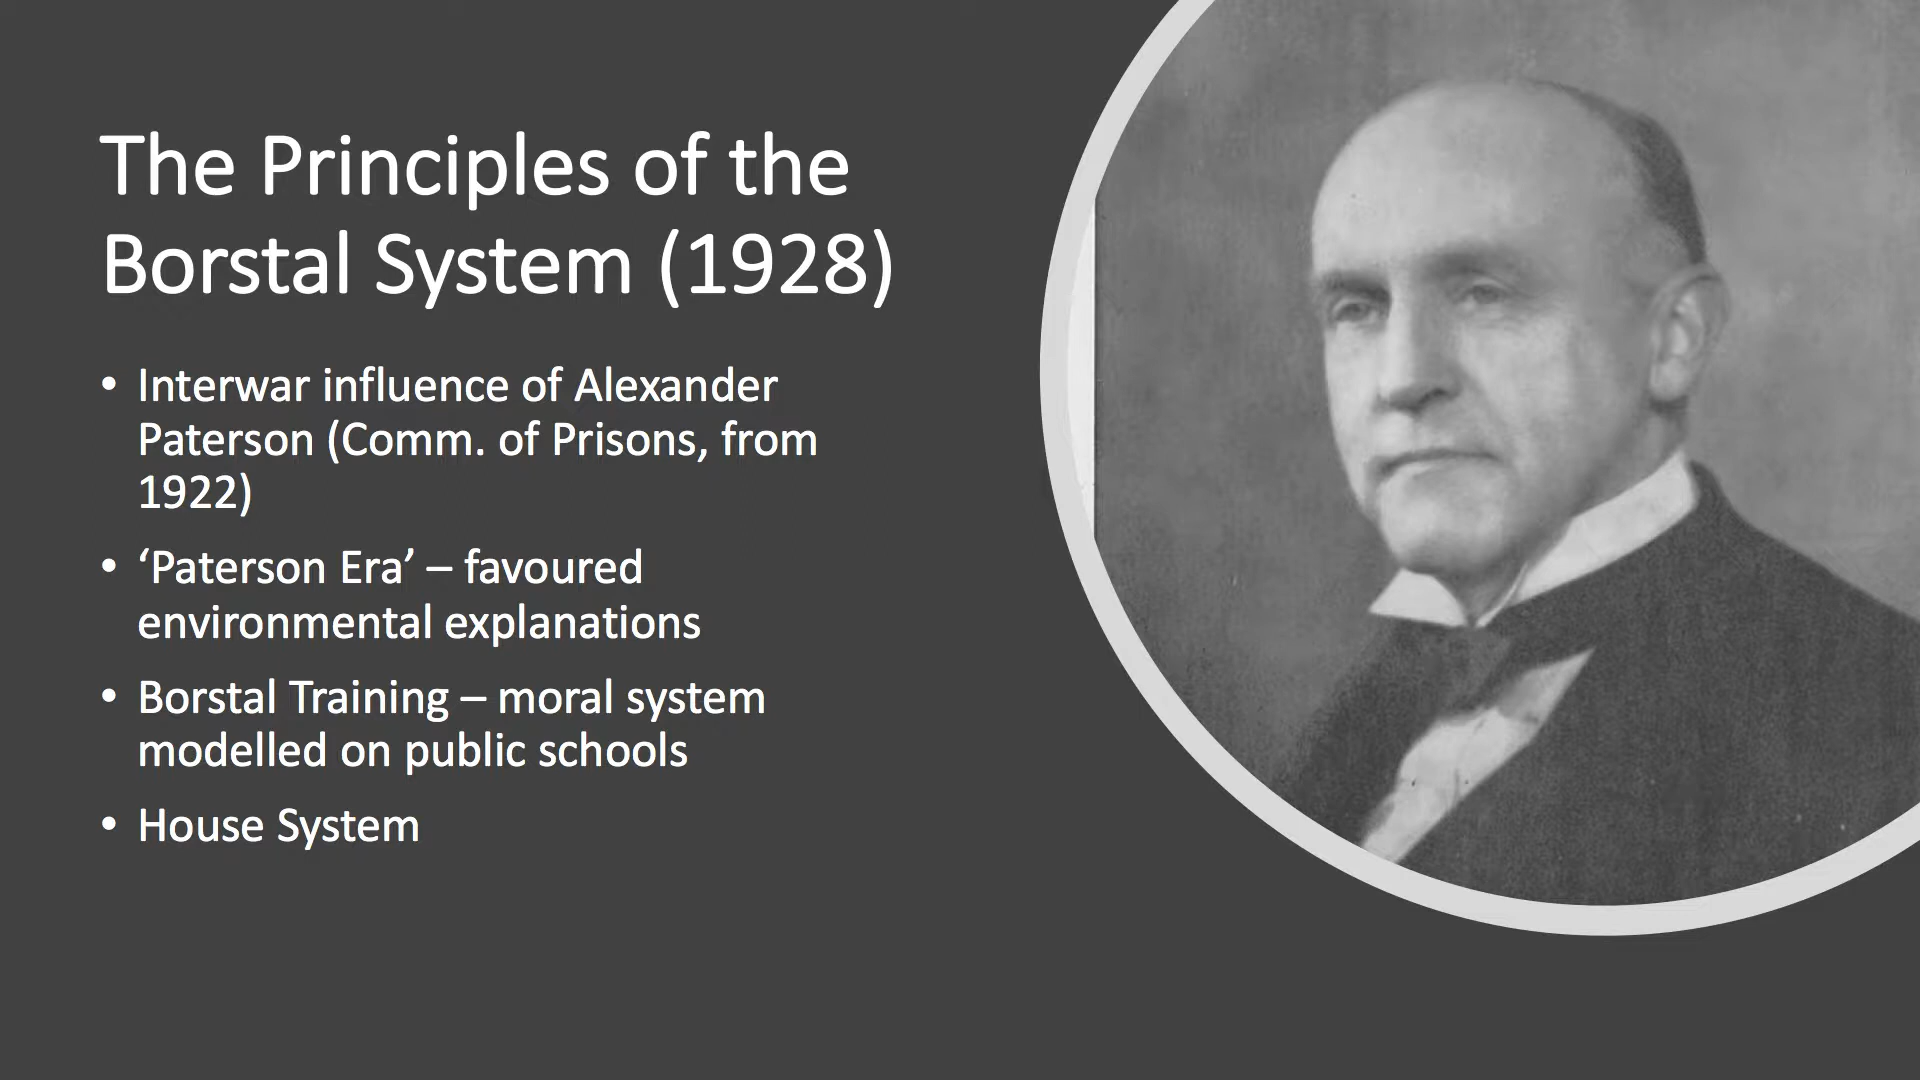 The Principles of the
Borstal System (1928)
• Interwar influence of Alexander
Paterson (Comm. of Prisons, from
1922)
• ‘Paterson Era’ – favoured
environmental explanations
• Borstal Training – moral system
modelled on public schools
• House System